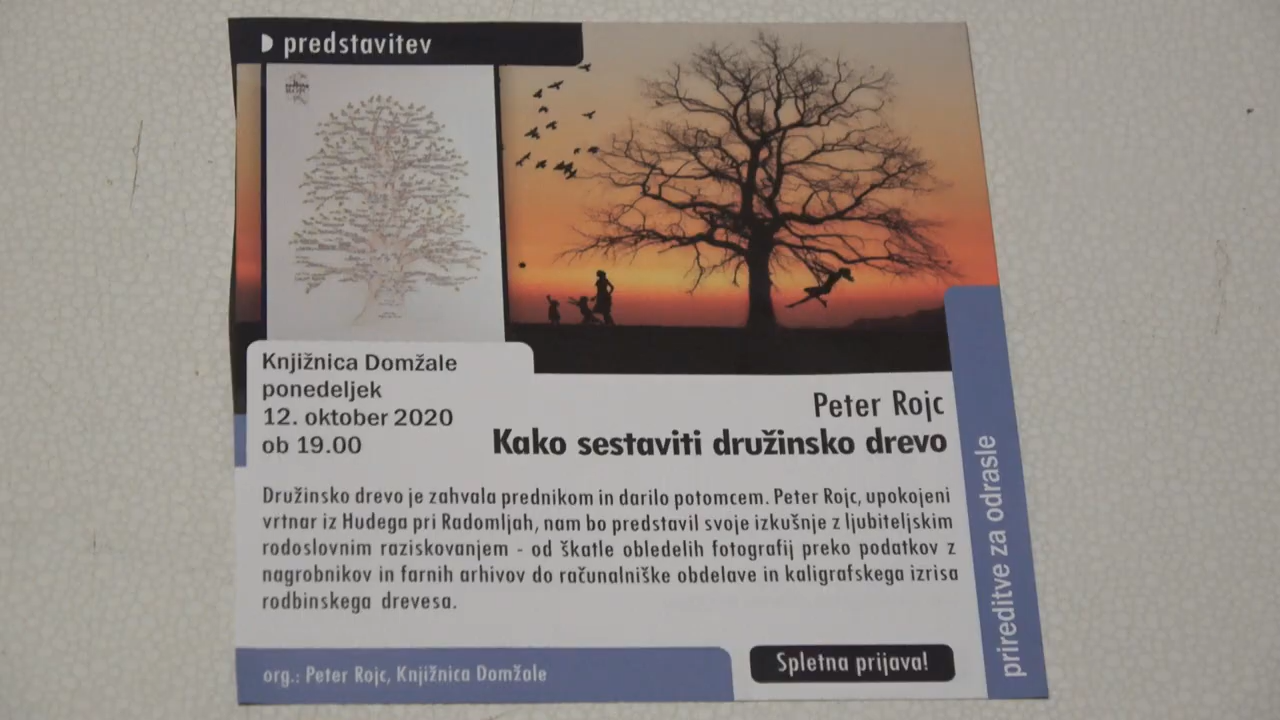 predstavitev
Knjižnica Domžale
ponedeljek
12. oktober 2020
ob 19.00
Peter Rojc
Kako sestaviti družinsko drevo
Družinsko drevo je zahvala prednikom in darilo potomcem. Peter Rojc, upokojeni
vrtnar iz Hudega pri Radomljah, nam bo predstavil svoje izkušnje z ljubiteljskim
rodoslovnim raziskovanjem - od škatle obledelih fotografij preko podatkov z
nagrobnikov in farnih arhivov do računalniške obdelave in kaligrafskega izrisa
rodbinskega drevesa.
org.: Peter Rojc, Knjižnica Domžale
Spletna prijava!
prireditve za odrasle